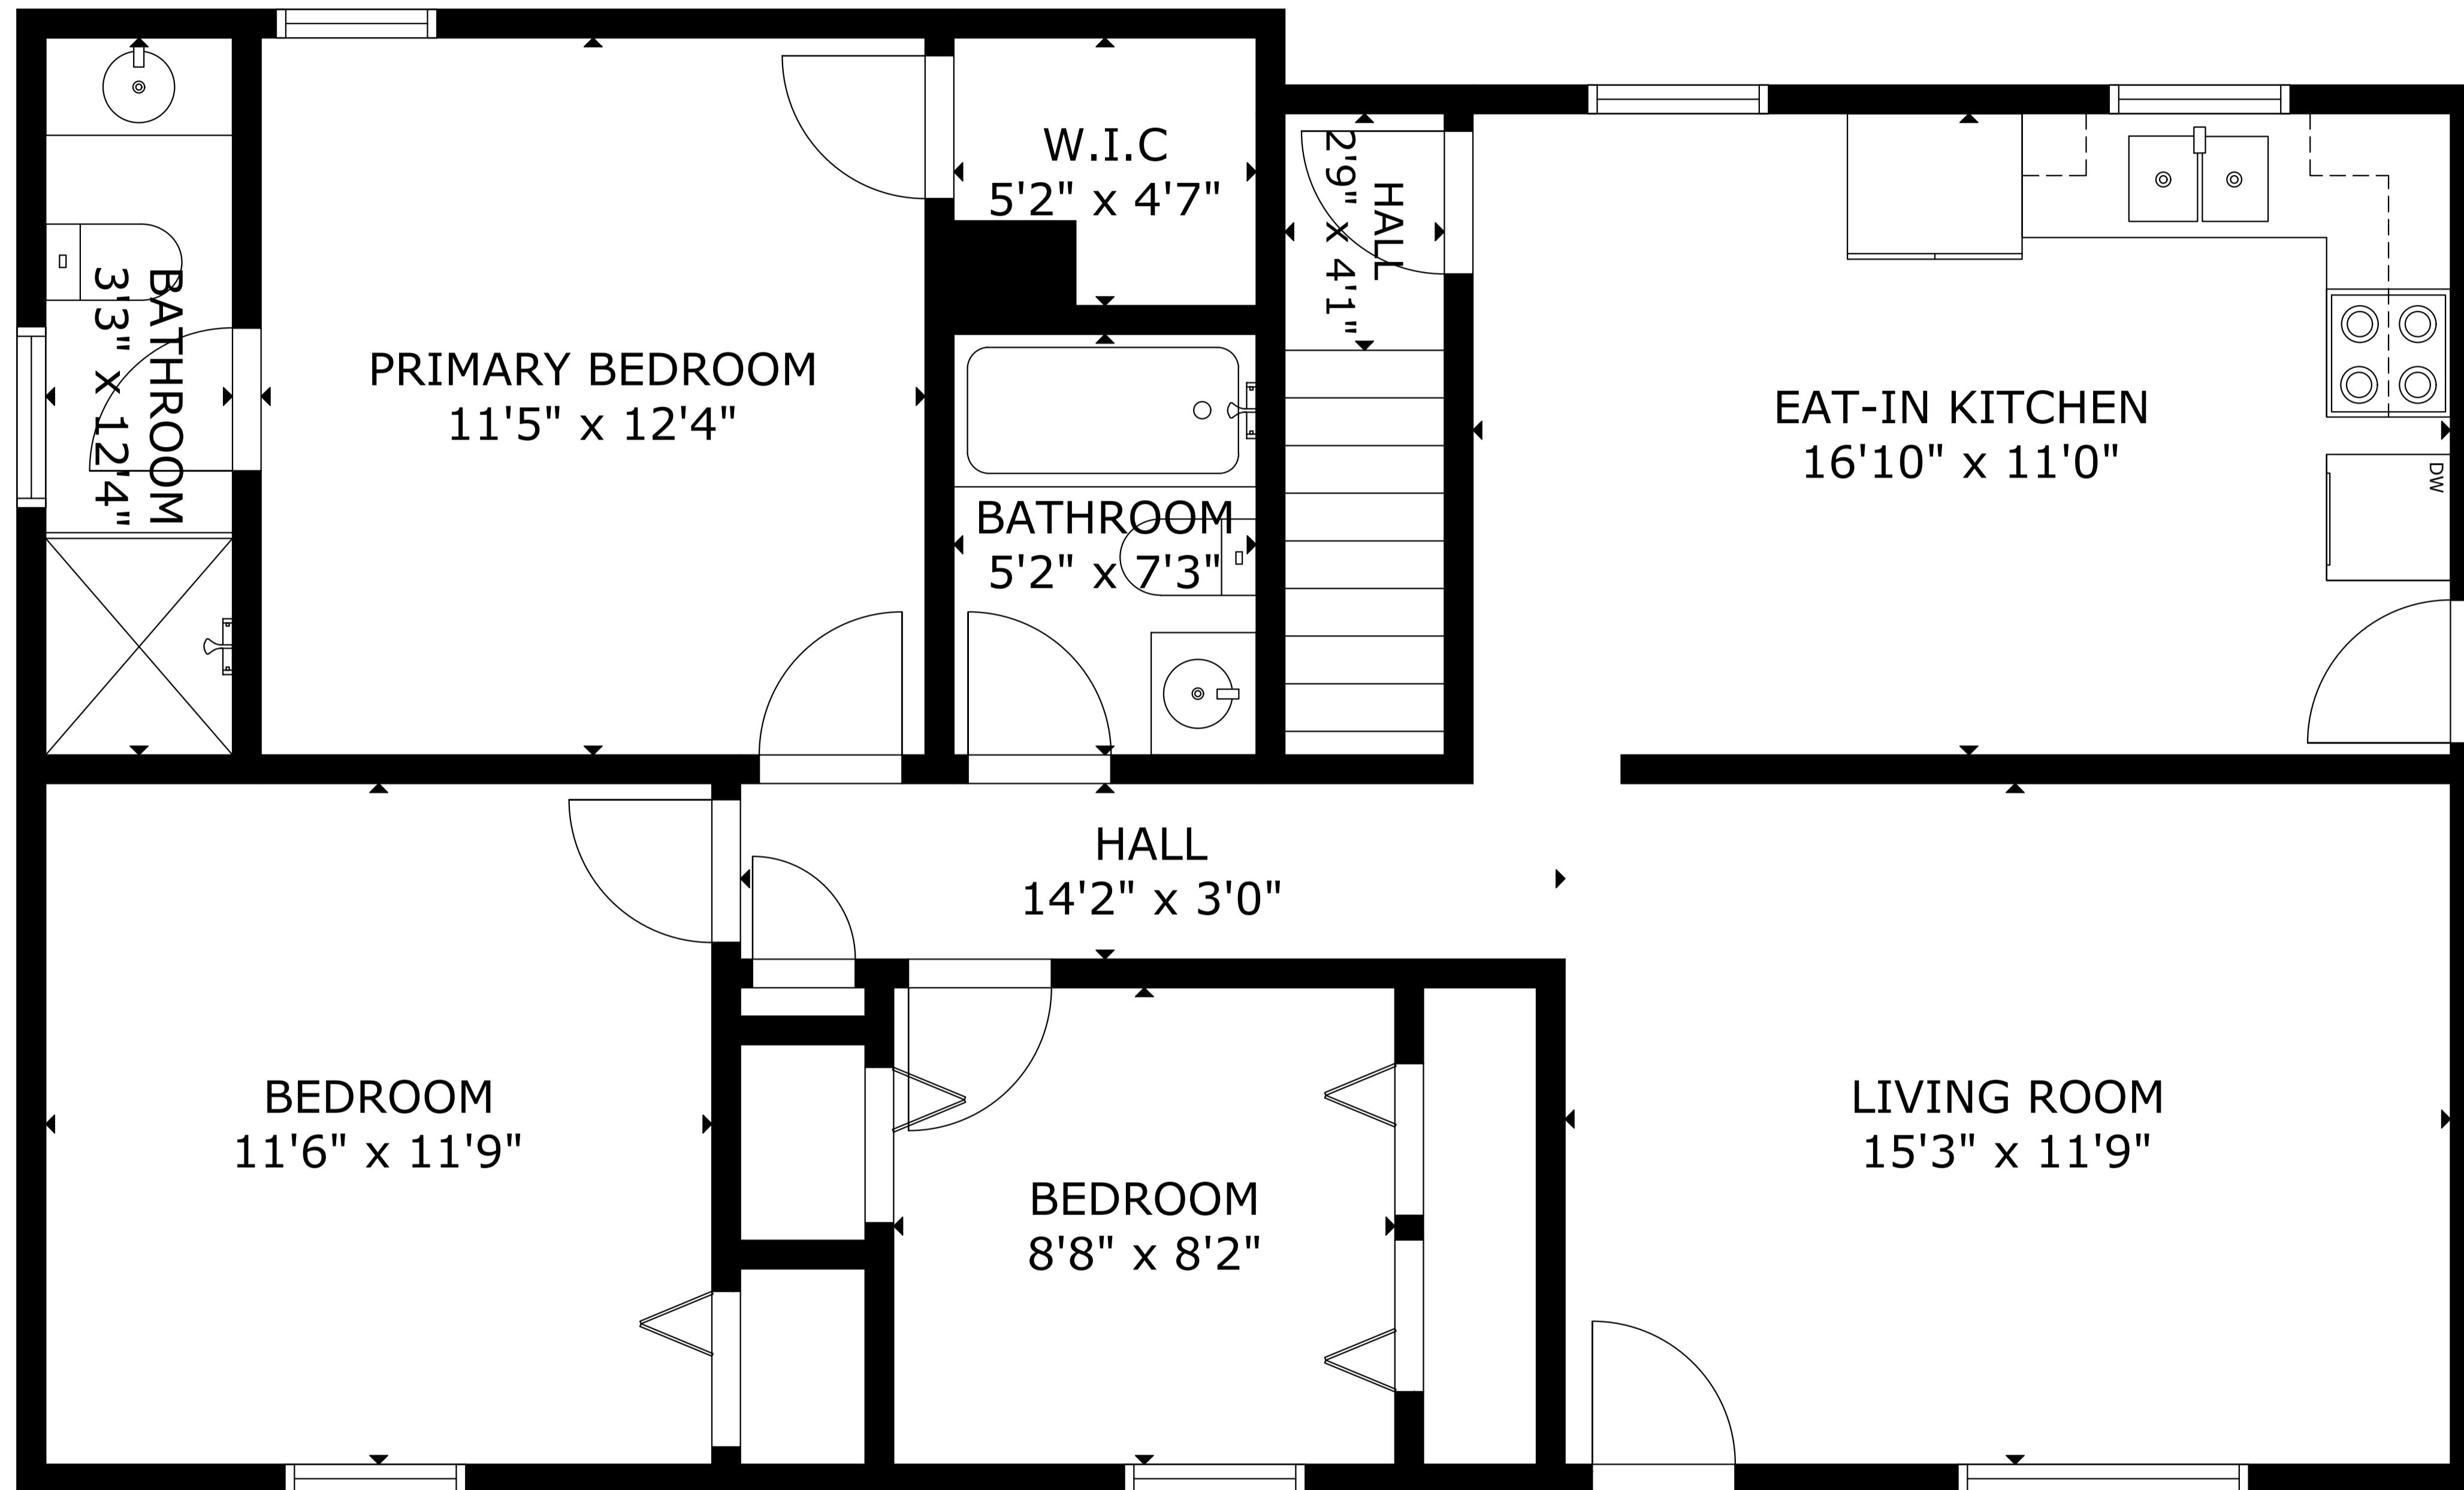 W.I.C
5'2" x 4'7"
HALL
2'9" x 4'1"
BATHROOM
3'3" x 12'4"
PRIMARY BEDROOM
11'5" x 12'4"
EAT-IN KITCHEN
16'10" x 11'0"
DW
BATHROOM
5'2" x 7'3"
HALL
14'2" x 3'0"
BEDROOM
11'6" x 11'9"
LIVING ROOM
15'3" x 11'9"
BEDROOM
8'8" x 8'2"